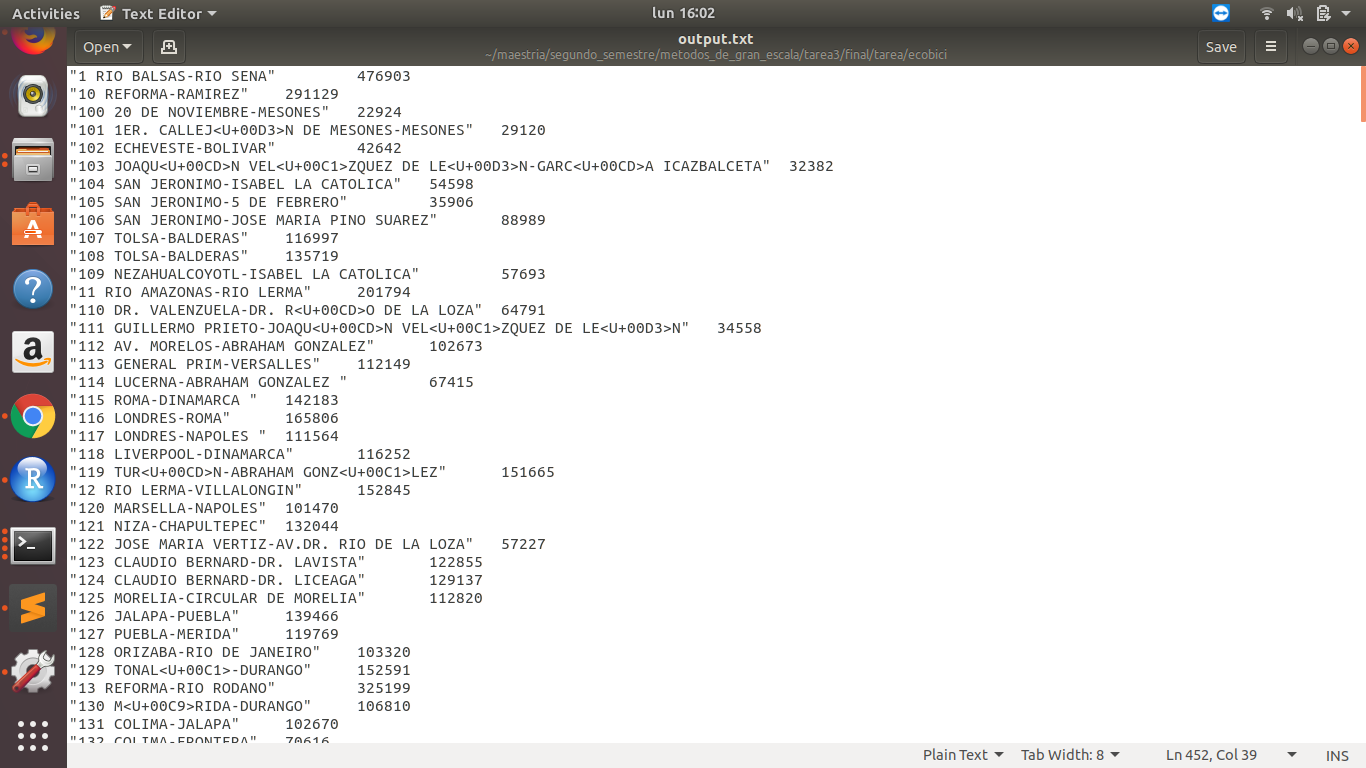 Activities Text Editor lun 16:02
Open output.txt Save
~/maestria/segundo_semestre/metodos_de_gran_escala/tarea3/final/tarea/ecobici
"1 RIO BALSAS-RIO SENA" 476903
"10 REFORMA-RAMIREZ" 291129
"100 20 DE NOVIEMBRE-MESONES" 22924
"101 1ER. CALLEJ<U+00D3>N DE MESONES-MESONES" 29120
"102 ECHEVESTE-BOLIVAR" 42642
"103 JOAQU<U+00CD>N VEL<U+00C1>ZQUEZ DE LE<U+00D3>N-GARC<U+00CD>A ICAZBALCETA" 32382
"104 SAN JERONIMO-ISABEL LA CATOLICA" 54598
"105 SAN JERONIMO-5 DE FEBRERO" 35906
"106 SAN JERONIMO-JOSE MARIA PINO SUAREZ" 88989
"107 TOLSA-BALDERAS" 116997
"108 TOLSA-BALDERAS" 135719
"109 NEZAHUALCOYOTL-ISABEL LA CATOLICA" 57693
"11 RIO AMAZONAS-RIO LERMA" 201794
"110 DR. VALENZUELA-DR. R<U+00CD>O DE LA LOZA" 64791
"111 GUILLERMO PRIETO-JOAQU<U+00CD>N VEL<U+00C1>ZQUEZ DE LE<U+00D3>N" 34558
"112 AV. MORELOS-ABRAHAM GONZALEZ" 102673
"113 GENERAL PRIM-VERSALLES" 112149
"114 LUCERNA-ABRAHAM GONZALEZ " 67415
"115 ROMA-DINAMARCA " 142183
"116 LONDRES-ROMA" 165806
"117 LONDRES-NAPOLES " 111564
"118 LIVERPOOL-DINAMARCA" 116252
"119 TUR<U+00CD>N-ABRAHAM GONZ<U+00C1>LEZ" 151665
"12 RIO LERMA-VILLALONGIN" 152845
"120 MARSELLA-NAPOLES" 101470
"121 NIZA-CHAPULTEPEC" 132044
"122 JOSE MARIA VERTIZ-AV.DR. RIO DE LA LOZA" 57227
"123 CLAUDIO BERNARD-DR. LAVISTA" 122855
"124 CLAUDIO BERNARD-DR. LICEAGA" 129137
"125 MORELIA-CIRCULAR DE MORELIA" 112820
"126 JALAPA-PUEBLA" 139466
"127 PUEBLA-MERIDA" 119769
"128 ORIZABA-RIO DE JANEIRO" 103320
"129 TONAL<U+00C1>-DURANGO" 152591
"13 REFORMA-RIO RODANO" 325199
"130 M<U+00C9>RIDA-DURANGO" 106810
"131 COLIMA-JALAPA" 102670
"132 COLIMA-FRONTERA" 70616
Plain Text Tab Width: 8 Ln 452, Col 39 INS